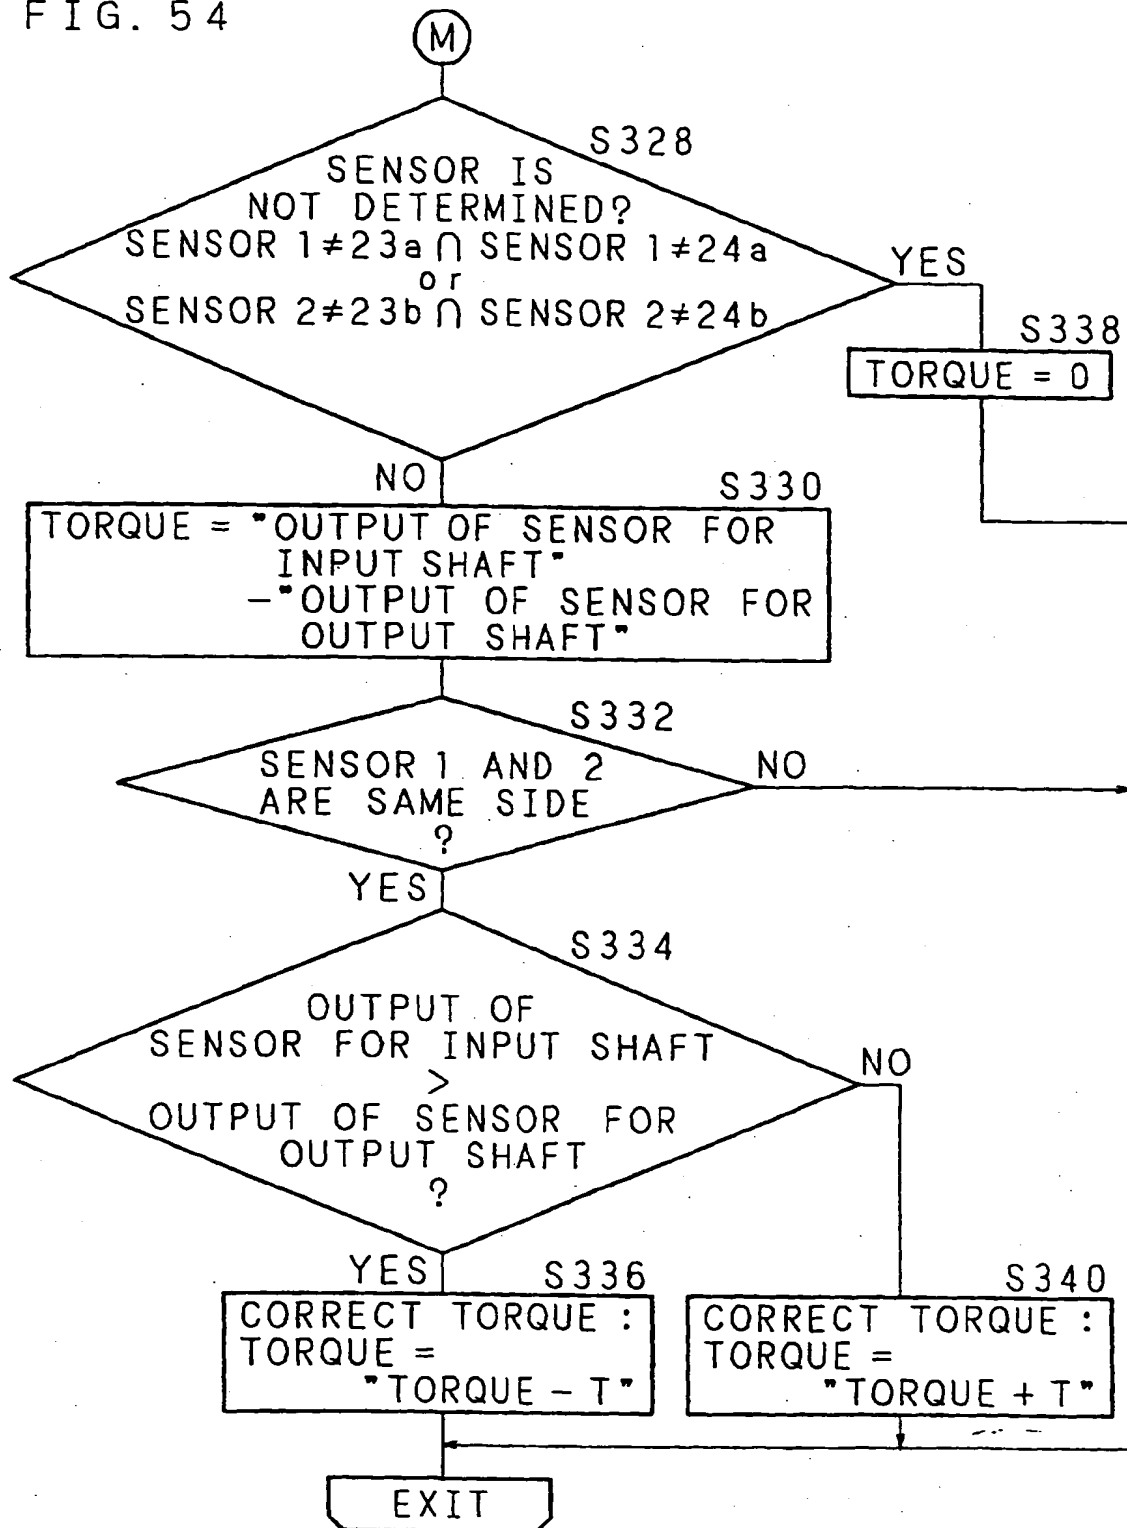 FIG. 54
M
S328
SENSOR IS
NOT DETERMINED?
SENSOR 1≠23a ∩ SENSOR 1≠24a
or
SENSOR 2≠23b ∩ SENSOR 2≠24b
YES
S338
TORQUE = 0
NO
S330
TORQUE = "OUTPUT OF SENSOR FOR
INPUT SHAFT"
-"OUTPUT OF SENSOR FOR
OUTPUT SHAFT"
S332
SENSOR 1 AND 2
ARE SAME SIDE
?
NO
YES
S334
OUTPUT OF
SENSOR FOR INPUT SHAFT
>
OUTPUT OF SENSOR FOR
OUTPUT SHAFT
?
NO
YES
S336
CORRECT TORQUE :
TORQUE =
"TORQUE - T"
S340
CORRECT TORQUE :
TORQUE =
"TORQUE + T"
EXIT